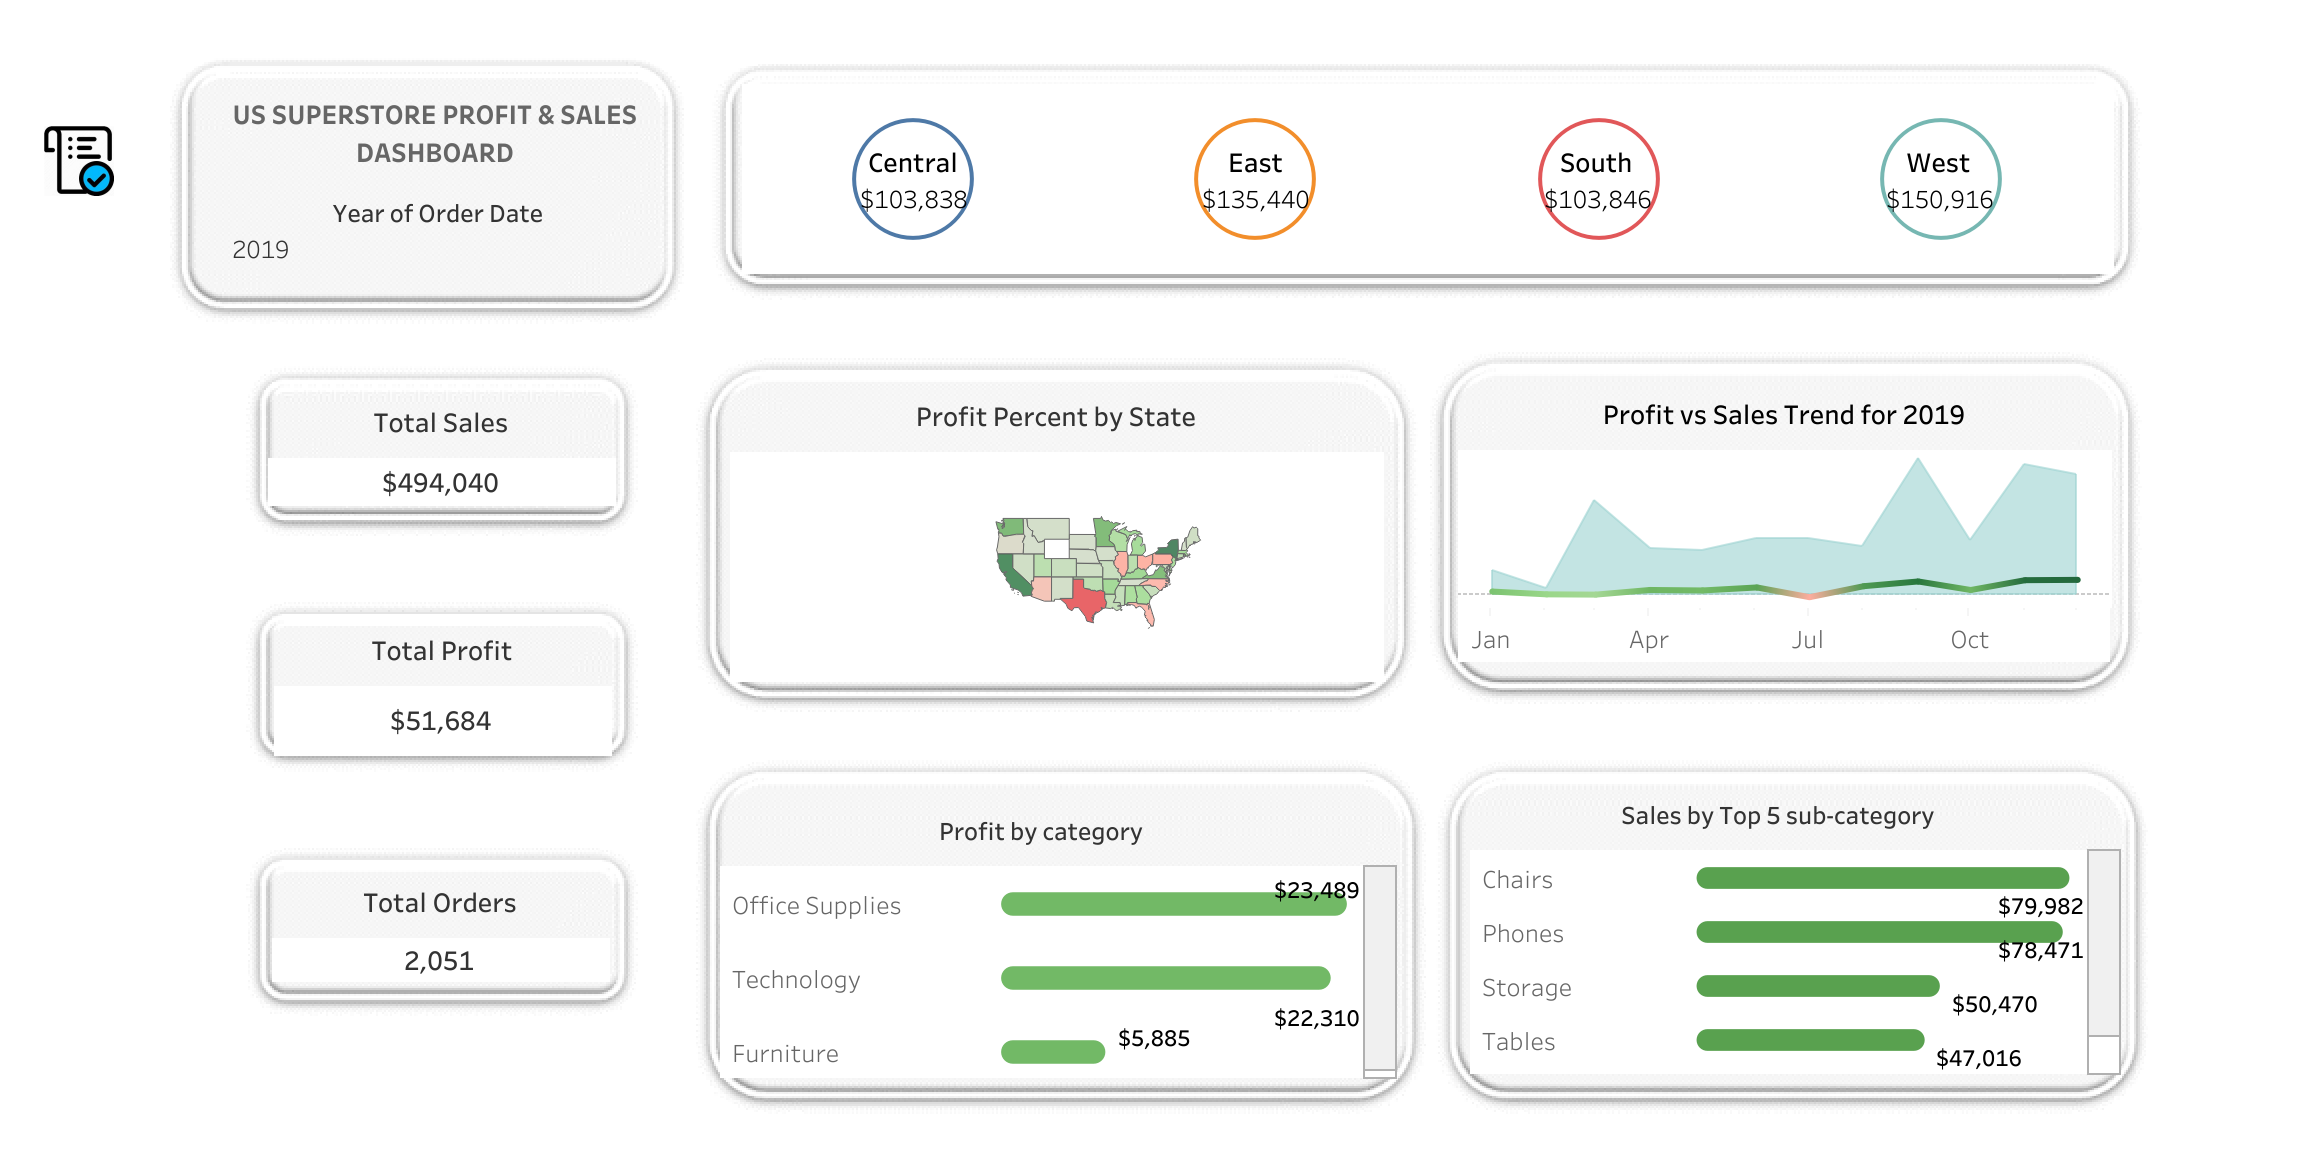 US SUPERSTORE PROFIT & SALES
DASHBOARD
Year of Order Date
2019
Central
$103,838
East
$135,440
South
$103,846
West
$150,916
Total Sales
$494,040
Total Profit
$51,684
Total Orders
2,051
Profit Percent by State
Profit vs Sales Trend for 2019
Jan
Apr
Jul
Oct
Profit by category
Office Supplies
$23,489
Technology
$22,310
Furniture
$5,885
Sales by Top 5 sub-category
Chairs
$79,982
Phones
$78,471
Storage
$50,470
Tables
$47,016